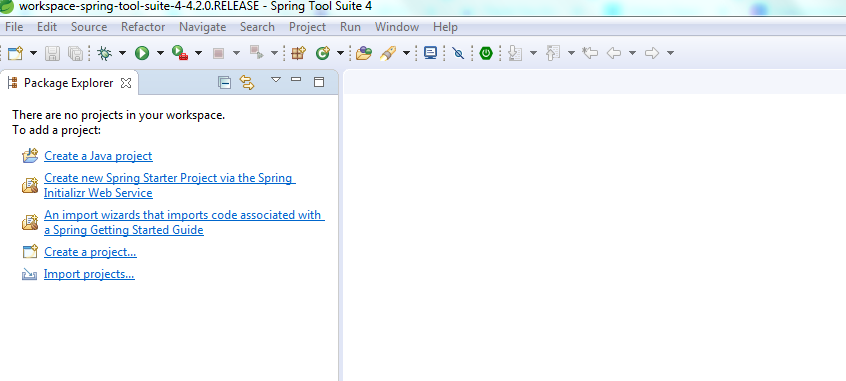 workspace-spring-tool-suite-4-4.2.0.RELEASE - Spring Tool Suite 4
File Edit Source Refactor Navigate Search Project Run Window Help
Package Explorer
There are no projects in your workspace.
To add a project:
Create a Java project
Create new Spring Starter Project via the Spring
Initializr Web Service
An import wizards that imports code associated with
a Spring Getting Started Guide
Create a project...
Import projects...